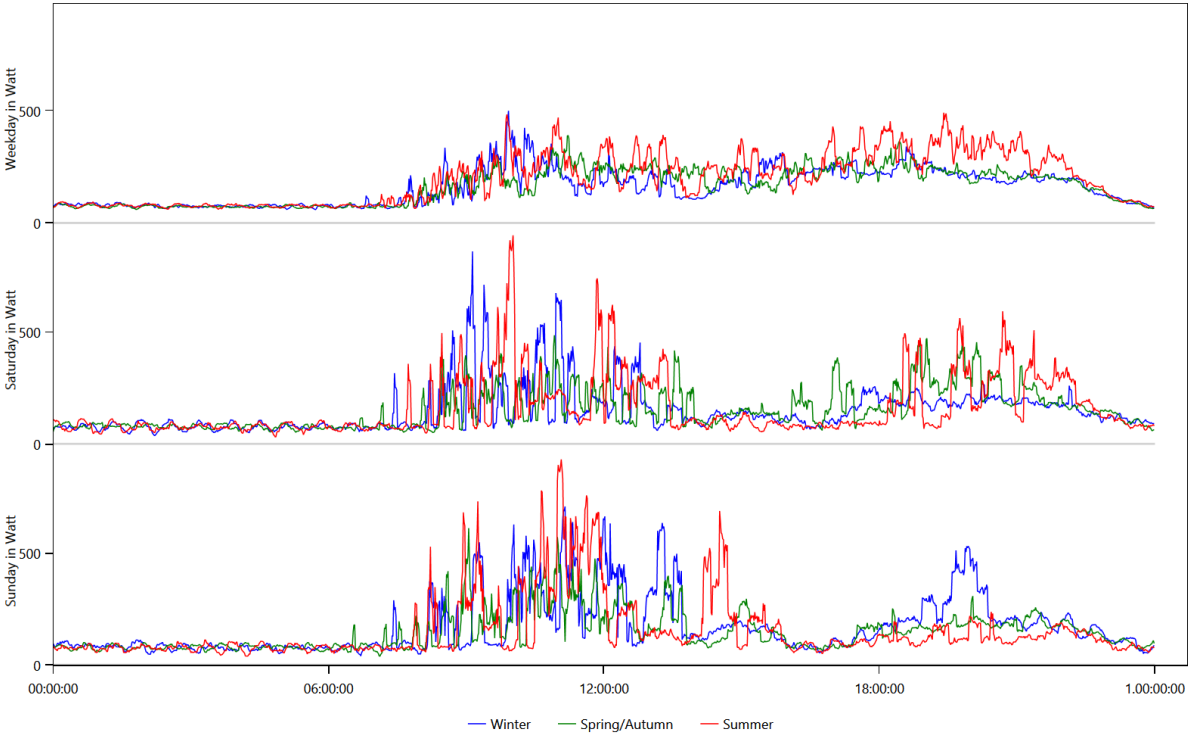 Weekday in Watt
500
0
Saturday in Watt
500
0
Sunday in Watt
500
0
00:00:00 06:00:00 12:00:00 18:00:00 1.00:00:00
Winter Spring/Autumn Summer